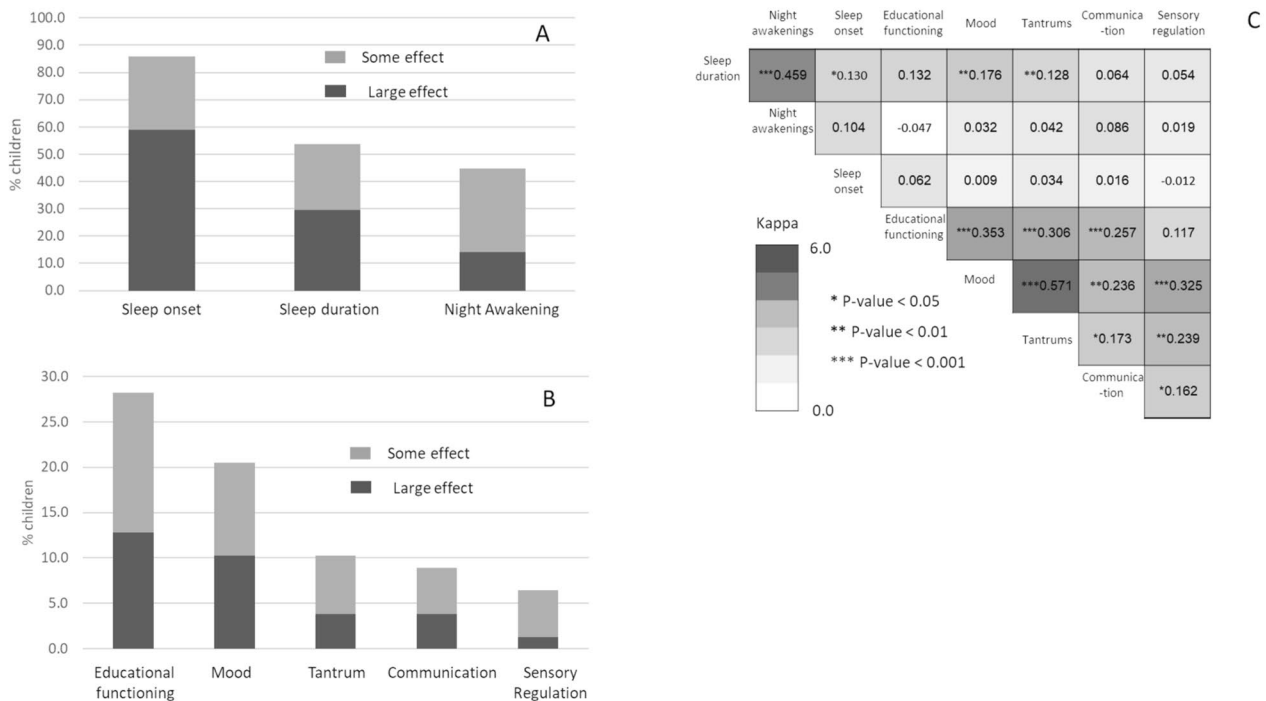 100.0
90.0
80.0
70.0
60.0
50.0
40.0
30.0
20.0
10.0
0.0
% children
A
Some effect
Large effect
Sleep onset Sleep duration Night Awakening
30.0
25.0
20.0
15.0
10.0
5.0
0.0
% children
B
Some effect
Large effect
Educational Mood Tantrum Communication Sensory
functioning Regulation
C
Night Sleep Educational Mood Tantrums Communica Sensory
awakenings onset functioning -tion regulation
Sleep
duration
***0.459 *0.130 0.132 **0.176 **0.128 0.064 0.054
Night
awakenings
0.104 -0.047 0.032 0.042 0.086 0.019
Sleep
onset
0.062 0.009 0.034 0.016 -0.012
Educational
functioning
***0.353 ***0.306 ***0.257 0.117
Mood
***0.571 **0.236 ***0.325
Tantrums
*0.173 **0.239
Communica
-tion
*0.162
Kappa
6.0
0.0
* P-value < 0.05
** P-value < 0.01
*** P-value < 0.001